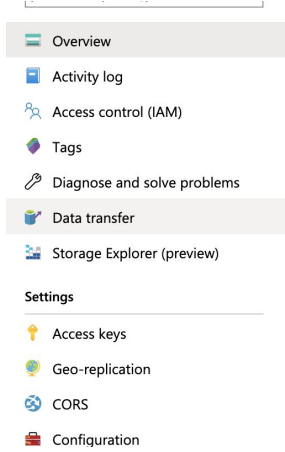 Overview
Activity log
Access control (IAM)
Tags
Diagnose and solve problems
Data transfer
Storage Explorer (preview)
Settings
Access keys
Geo-replication
CORS
Configuration